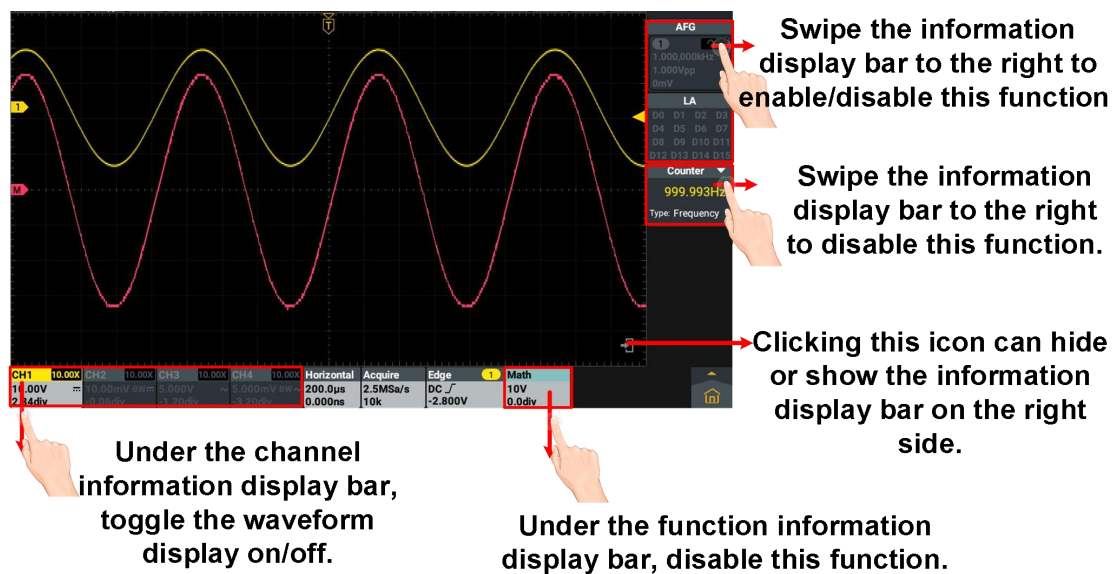 T
AFG
1
1.000,000kHz
1.000Vpp
0mV
LA
D0 D1 D2 D3
D4 D5 D6 D7
D8 D9 D10 D11
D12 D13 D14 D15
Counter
999.993Hz
Type: Frequency
1
M
Swipe the information
display bar to the right to
enable/disable this function
Swipe the information
display bar to the right
to disable this function.
Clicking this icon can hide
or show the information
display bar on the right
side.
CH1 10.00X CH2 10.00X CH3 10.00X CH4 10.00X Horizontal Acquire Edge 1 Math
10.00V 10.00mV BW 5.000V 5.000mV BW 200.0µs 2.5MSa/s DC 10V
2.84div -0.06div -1.20div -3.20div 0.000ns 10k -2.800V 0.0div
Under the channel
information display bar,
toggle the waveform
display on/off.
Under the function information
display bar, disable this function.